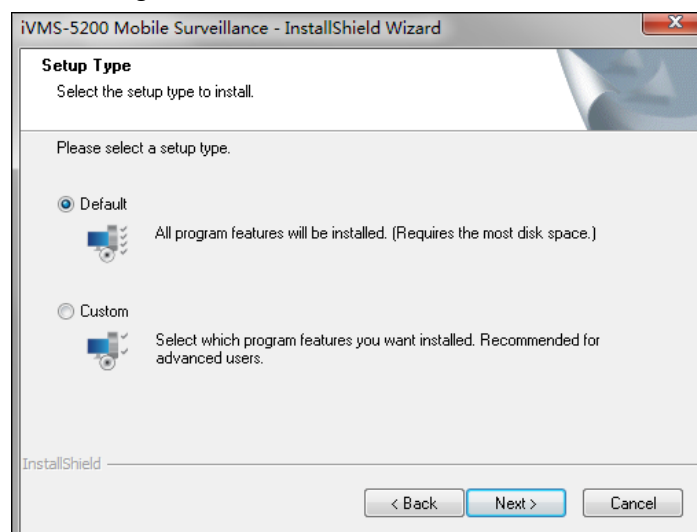 iVMS-5200 Mobile Surveillance - InstallShield Wizard
Setup Type
Select the setup type to install.
Please select a setup type.
Default
All program features will be installed. (Requires the most disk space.)
Custom
Select which program features you want installed. Recommended for
advanced users.
InstallShield
< Back
Next >
Cancel